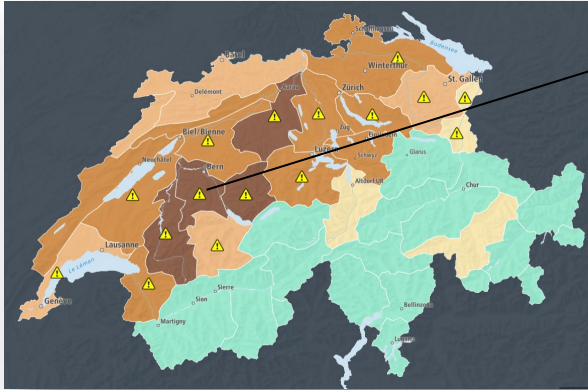 Schaffhausen
Bodensee
Basel
Winterthur
St. Gallen
Aarau
Zürich
Delémont
Biel/Bienne
Zug
Luzern
Schwyz
Glarus
Neuchâtel
Bern
Altdorf UR
Chur
Lausanne
Le Léman
Sierre
Sion
Genève
Bellinzona
Martigny